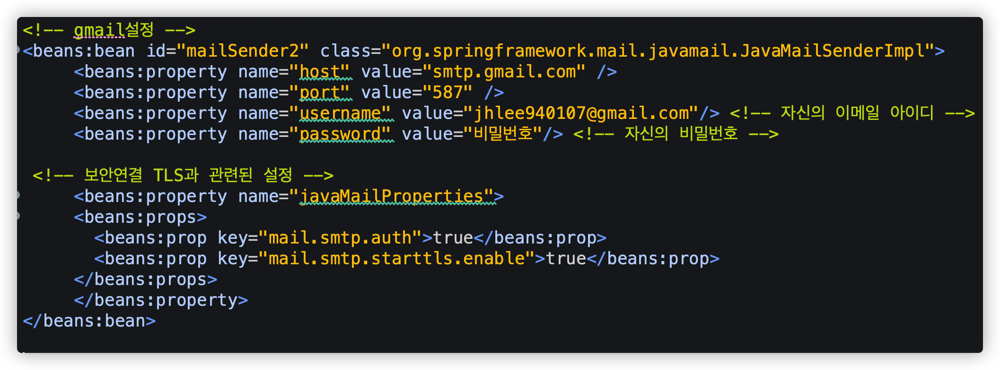 <!-- gmail설정 -->
<beans:bean id="mailSender2" class="org.springframework.mail.javamail.JavaMailSenderImpl">
<beans:property name="host" value="smtp.gmail.com" />
<beans:property name="port" value="587" />
<beans:property name="username" value="jhlee940107@gmail.com"/> <!-- 자신의 이메일 아이디 -->
<beans:property name="password" value="비밀번호"/> <!-- 자신의 비밀번호 -->
<!-- 보안연결 TLS과 관련된 설정 -->
<beans:property name="javaMailProperties">
<beans:props>
<beans:prop key="mail.smtp.auth">true</beans:prop>
<beans:prop key="mail.smtp.starttls.enable">true</beans:prop>
</beans:props>
</beans:property>
</beans:bean>